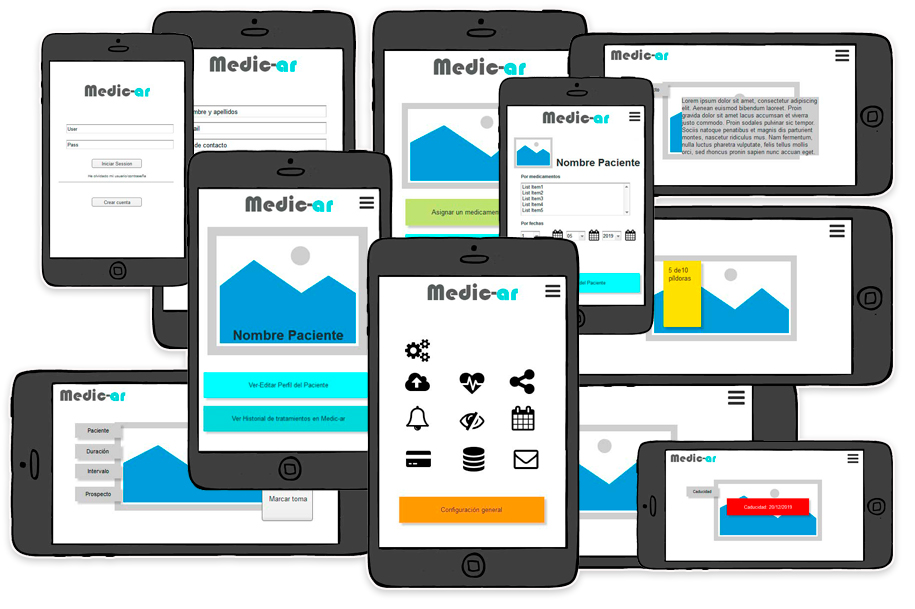 Medic-ar
User
Pass
Iniciar Session
He olvidado mi usuario/contraseña
Crear cuenta
Medic-ar
mbre y apellidos
ail
de contacto
Medic-ar
Asignar un medicamen
Medic-ar
Nombre Paciente
Por medicamentos
List Item1
List Item2
List Item3
List Item4
List Item5
Por fechas
1 05 2019
del Paciente
Medic-ar
Lorem ipsum dolor sit amet, consectetur adipiscing
elit. Aenean euismod bibendum laoreet. Proin
gravida dolor sit amet lacus accumsan et viverra
justo commodo. Proin sodales pulvinar sic tempor.
Sociis natoque penatibus et magnis dis parturient
montes, nascetur ridiculus mus. Nam fermentum,
nulla luctus pharetra vulputate, felis tellus mollis
orci, sed rhoncus pronin sapien nunc accuan eget.
5 de10
píldoras
Medic-ar
Nombre Paciente
Ver-Editar Perfil del Paciente
Ver Historial de tratamientos en Medic-ar
Medic-ar
Configuración general
Medic-ar
Paciente
Duración
Intervalo
Prospecto
Marcar toma
Medic-ar
Caducidad
Caducidad: 20/12/2019